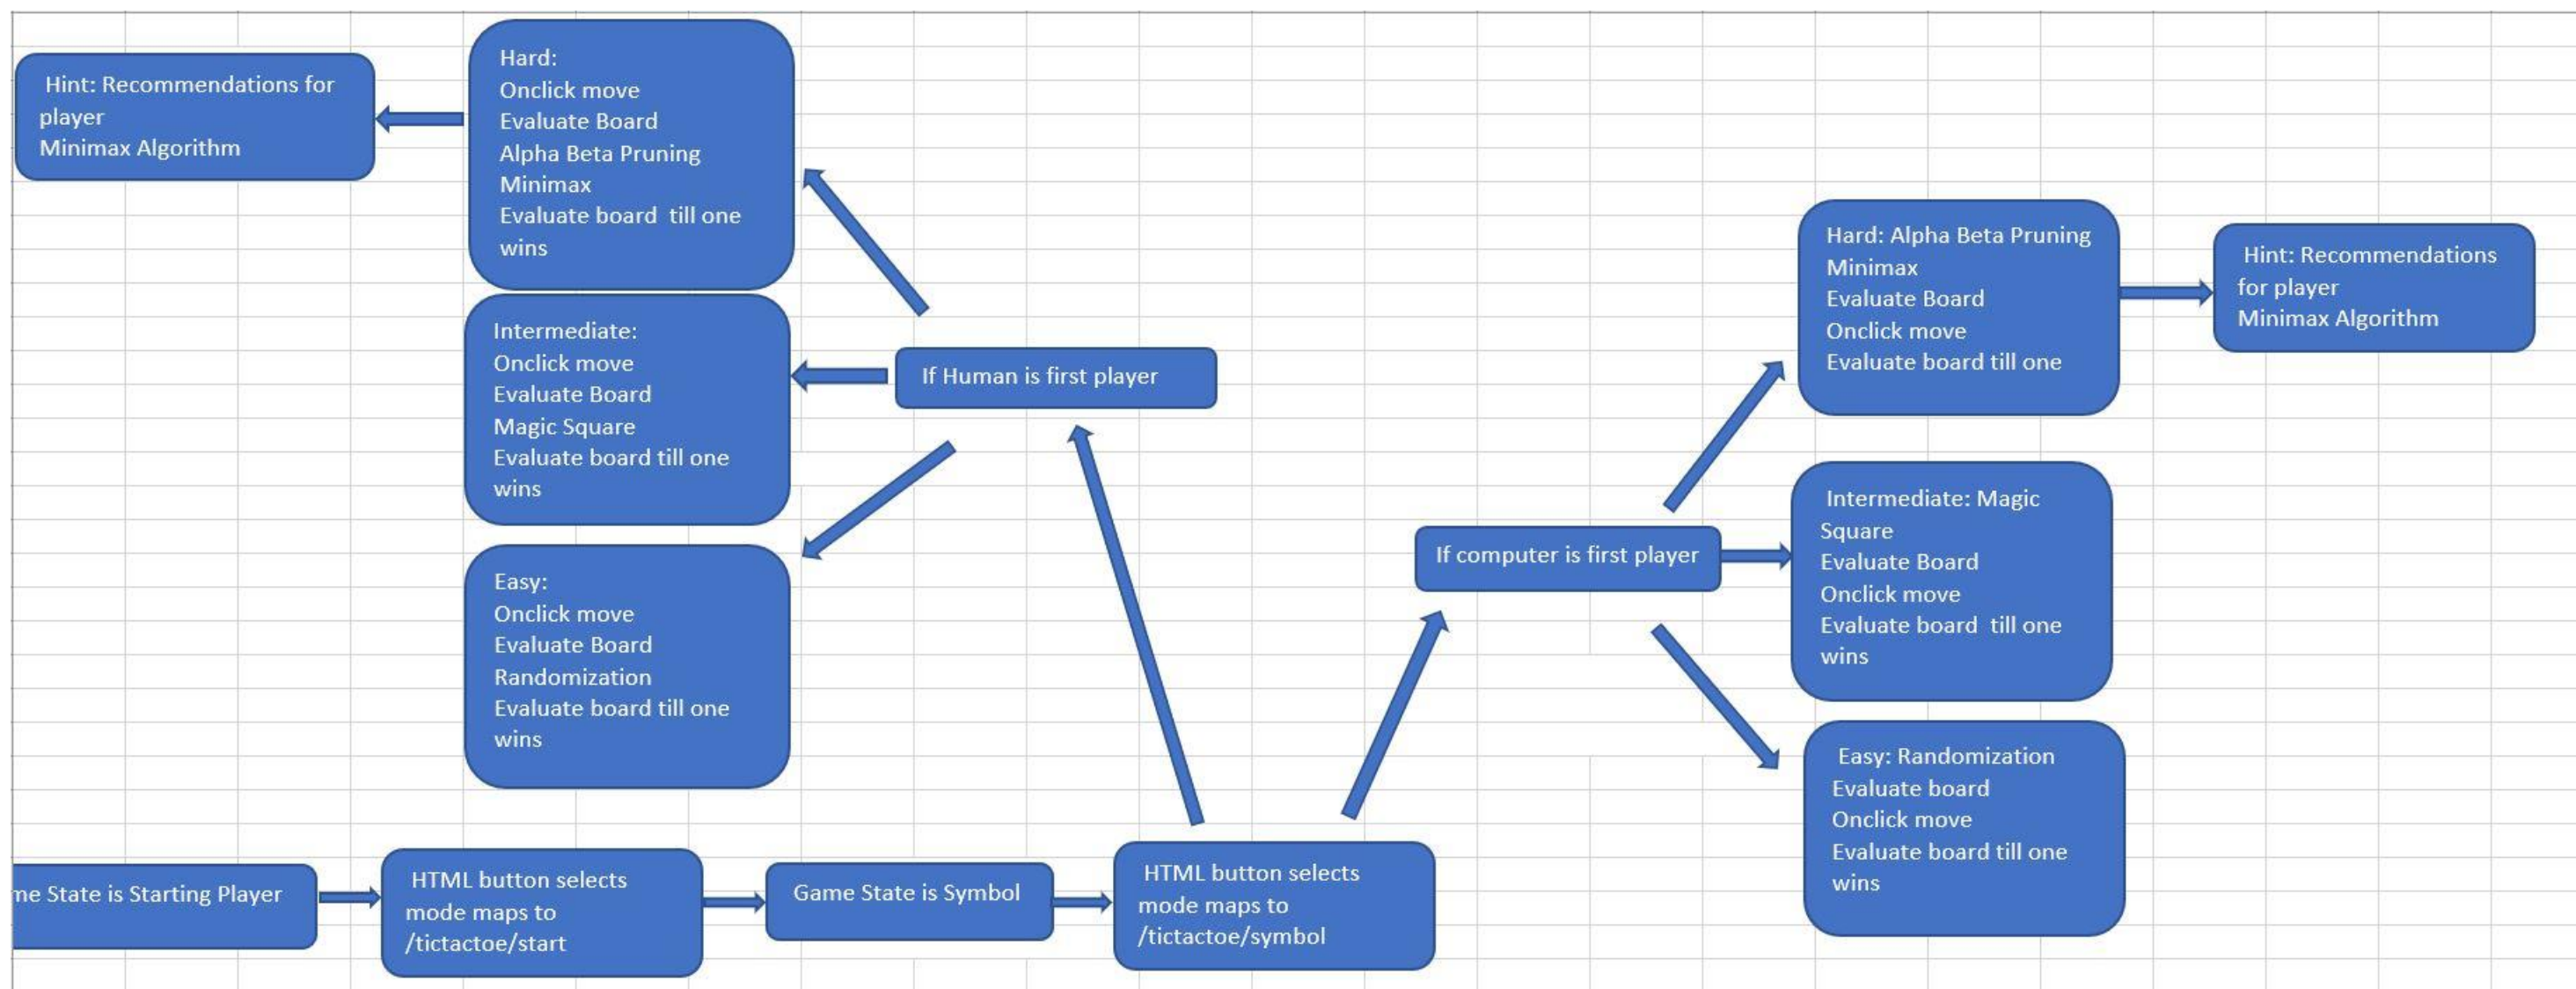 Hint: Recommendations for
player
Minimax Algorithm
Hard:
Onclick move
Evaluate Board
Alpha Beta Pruning
Minimax
Evaluate board  till one
wins
Intermediate:
Onclick move
Evaluate Board
Magic Square
Evaluate board till one
wins
Easy:
Onclick move
Evaluate Board
Randomization
Evaluate board till one
wins
If Human is first player
If computer is first player
Hard: Alpha Beta Pruning
Minimax
Evaluate Board
Onclick move
Evaluate board till one
Hint: Recommendations
for player
Minimax Algorithm
Intermediate: Magic
Square
Evaluate Board
Onclick move
Evaluate board  till one
wins
Easy: Randomization
Evaluate board
Onclick move
Evaluate board till one
wins
State is Starting Player
HTML button selects
mode maps to
/tictactoe/start
Game State is Symbol
HTML button selects
mode maps to
/tictactoe/symbol